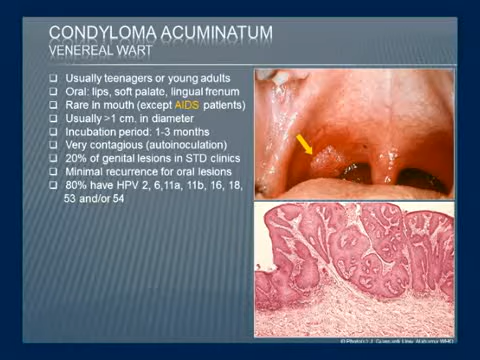 CONDYLOMA ACUMINATUM
VENEREAL WART
Usually teenagers or young adults
Oral: lips, soft palate, lingual frenum
Rare in mouth (except AIDS patients)
Usually >1 cm. in diameter
Incubation period: 1-3 months
Very contagious (autoinoculation)
20% of genital lesions in STD clinics
Minimal recurrence for oral lesions
80% have HPV 2, 6,11a, 11b, 16, 18,
53 and/or 54